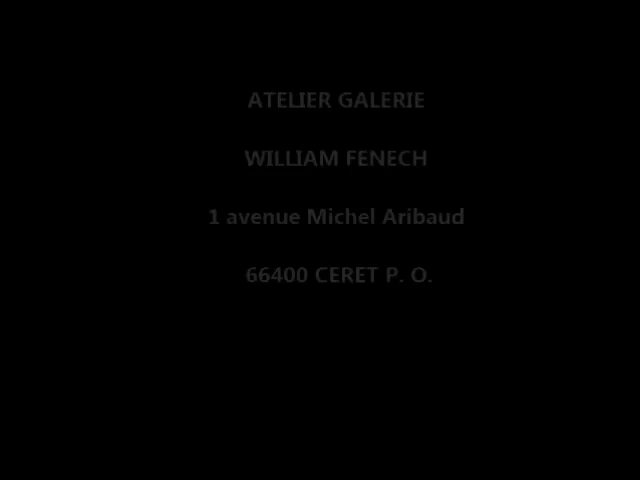 ATELIER GALERIE
WILLIAM FENECH
1 avenue Michel Aribaud
66400 CERET P. O.